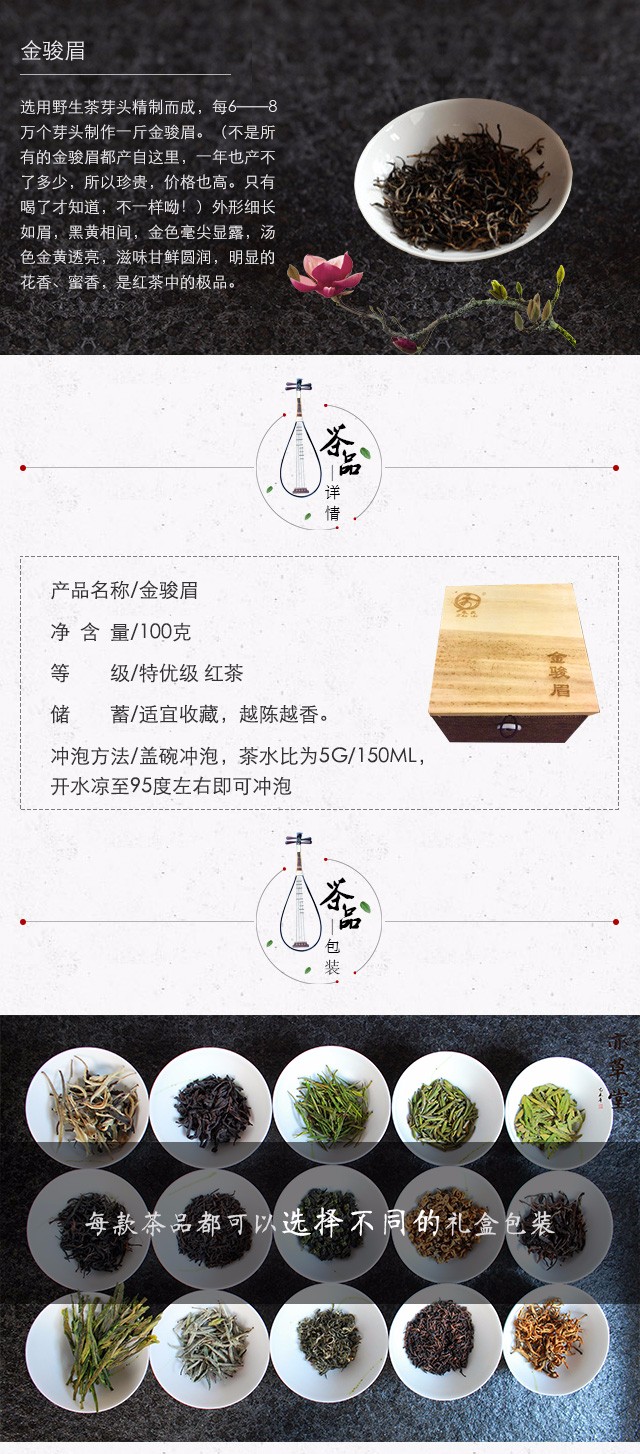 金骏眉
选用野生茶芽头精制而成，每6——8
万个芽头制作一斤金骏眉。（不是所
有的金骏眉都产自这里，一年也产不
了多少，所以珍贵，价格也高。只有
喝了才知道，不一样呦！）外形细长
如眉，黑黄相间，金色毫尖显露，汤
色金黄透亮，滋味甘鲜圆润，明显的
花香、蜜香，是红茶中的极品。
茶品
详情
产品名称/金骏眉
净 含 量/100克
等 级/特优级 红茶
储 蓄/适宜收藏，越陈越香。
冲泡方法/盖碗冲泡，茶水比为5G/150ML，
开水凉至95度左右即可冲泡
金骏眉
茶品
包装
亦草堂
每款茶品都可以选择不同的礼盒包装